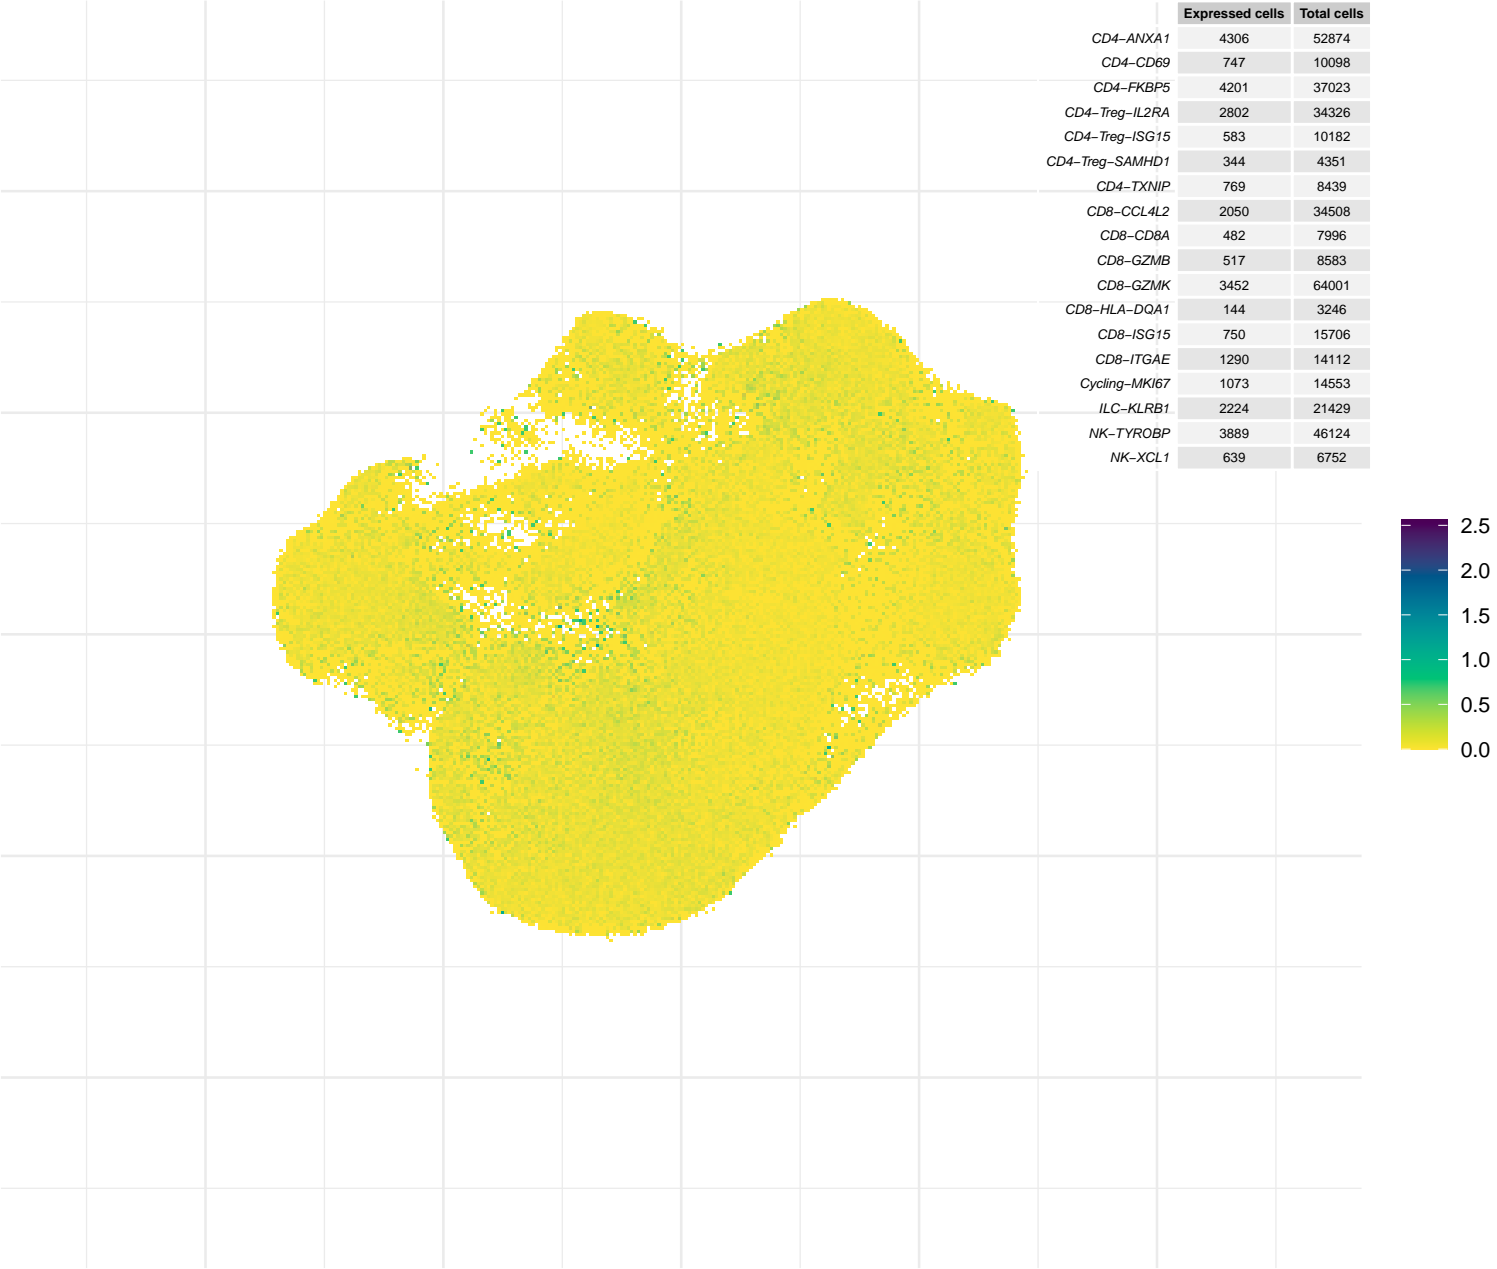 Expressed cells Total cells
CD4−ANXA1 4306 52874
CD4−CD69 747 10098
CD4−FKBP5 4201 37023
CD4−Treg−IL2RA 2802 34326
CD4−Treg−ISG15 583 10182
CD4−Treg−SAMHD1 344 4351
CD4−TXNIP 769 8439
CD8−CCL4L2 2050 34508
CD8−CD8A 482 7996
CD8−GZMB 517 8583
CD8−GZMK 3452 64001
CD8−HLA−DQA1 144 3246
CD8−ISG15 750 15706
CD8−ITGAE 1290 14112
Cycling−MKI67 1073 14553
ILC−KLRB1 2224 21429
NK−TYROBP 3889 46124
NK−XCL1 639 6752
2.5
2.0
1.5
1.0
0.5
0.0